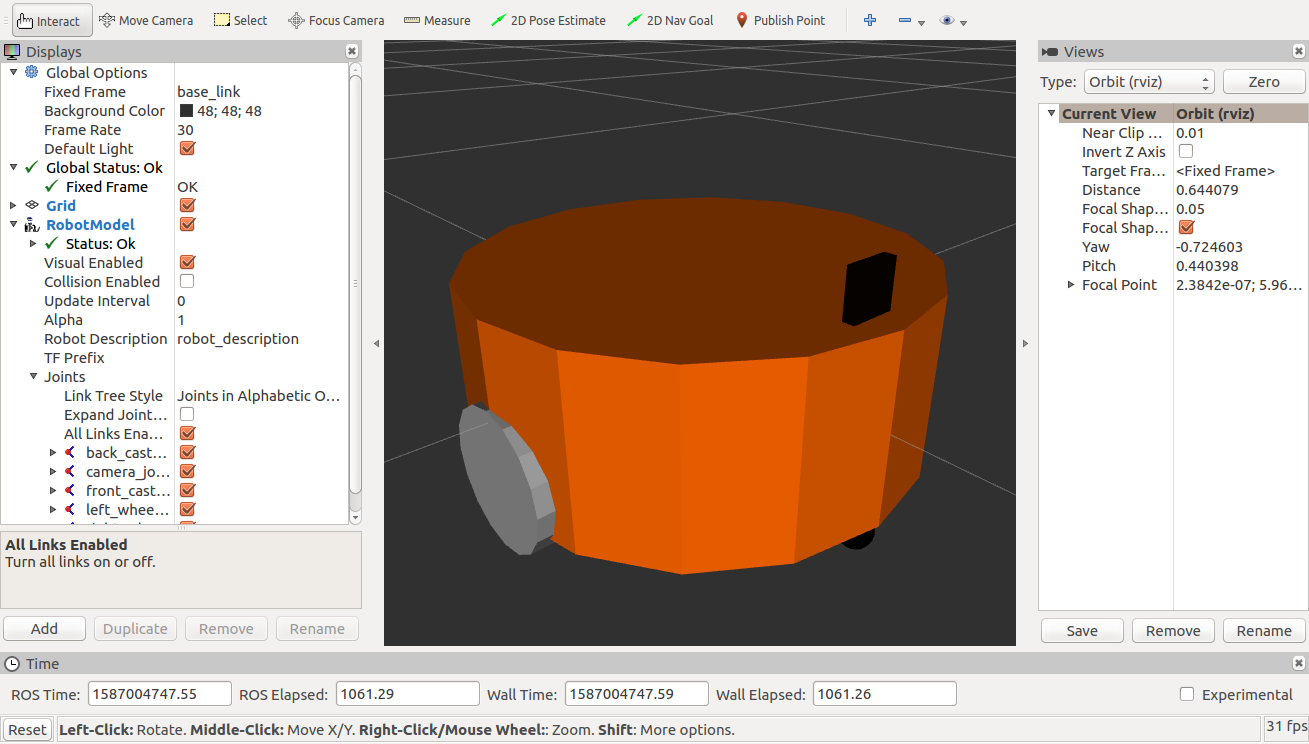 Interact Move Camera Select Focus Camera Measure 2D Pose Estimate 2D Nav Goal Publish Point
Displays
Global Options
Fixed Frame base_link
Background Color 48; 48; 48
Frame Rate 30
Default Light
Global Status: Ok
Fixed Frame OK
Grid
RobotModel
Status: Ok
Visual Enabled
Collision Enabled
Update Interval 0
Alpha 1
Robot Description robot_description
TF Prefix
Joints
Link Tree Style Joints in Alphabetic O...
Expand Joint...
All Links Ena...
back_cast...
camera_jo...
front_cast...
left_whee...
All Links Enabled
Turn all links on or off.
Add Duplicate Remove Rename
Views
Type: Orbit (rviz) Zero
Current View Orbit (rviz)
Near Clip ... 0.01
Invert Z Axis
Target Fra... <Fixed Frame>
Distance 0.644079
Focal Shap... 0.05
Focal Shap...
Yaw -0.724603
Pitch 0.440398
Focal Point 2.3842e-07; 5.96...
Save Remove Rename
Time
ROS Time: 1587004747.55 ROS Elapsed: 1061.29 Wall Time: 1587004747.59 Wall Elapsed: 1061.26 Experimental
Reset Left-Click: Rotate. Middle-Click: Move X/Y. Right-Click/Mouse Wheel:: Zoom. Shift: More options. 31 fps